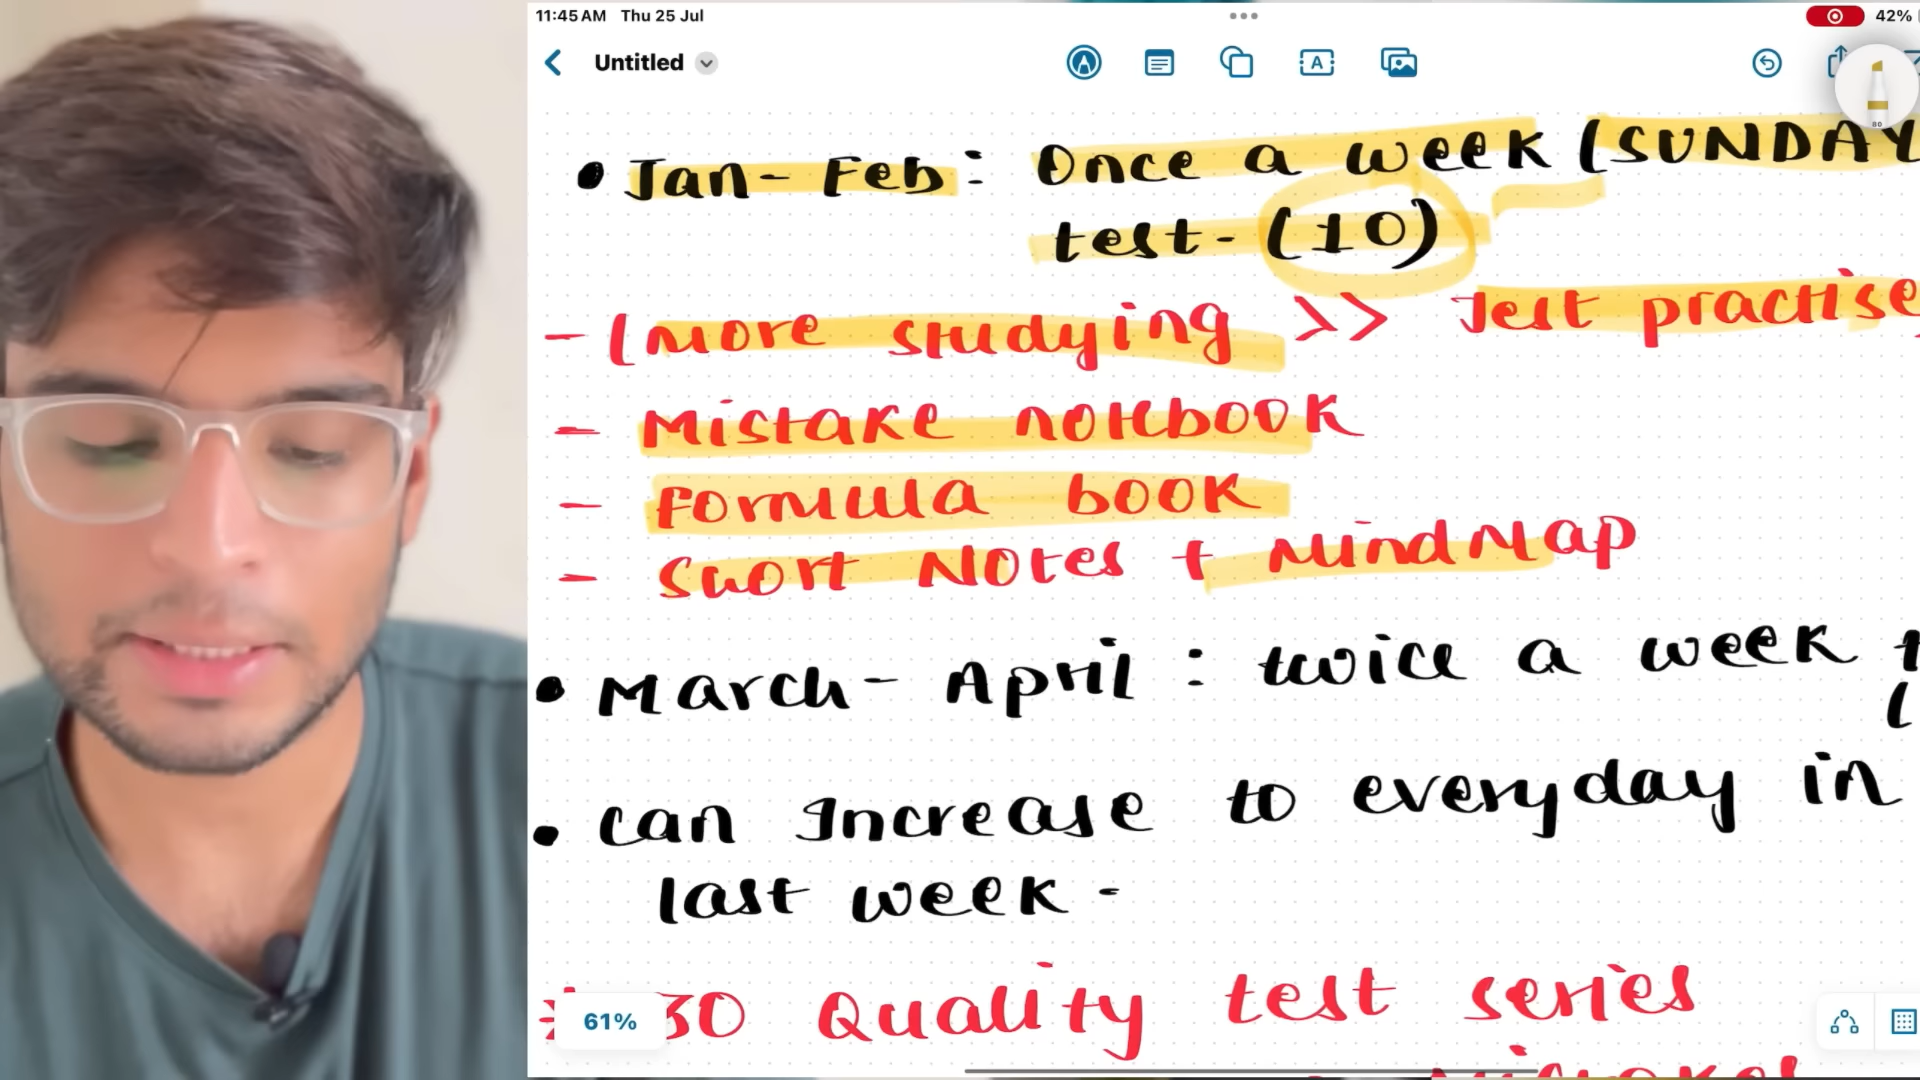 11:45 AM Thu 25 Jul
42%
Untitled
A
• Jan - Feb : Once a week (SUNDAY
test - (10)
- (More studying >> Test practise
- Mistake notebook
- Formula book
- Short Notes + MindMap
• March - April : twice a week
(
• can Increase to everyday in
last week -
30 Quality test series
61%